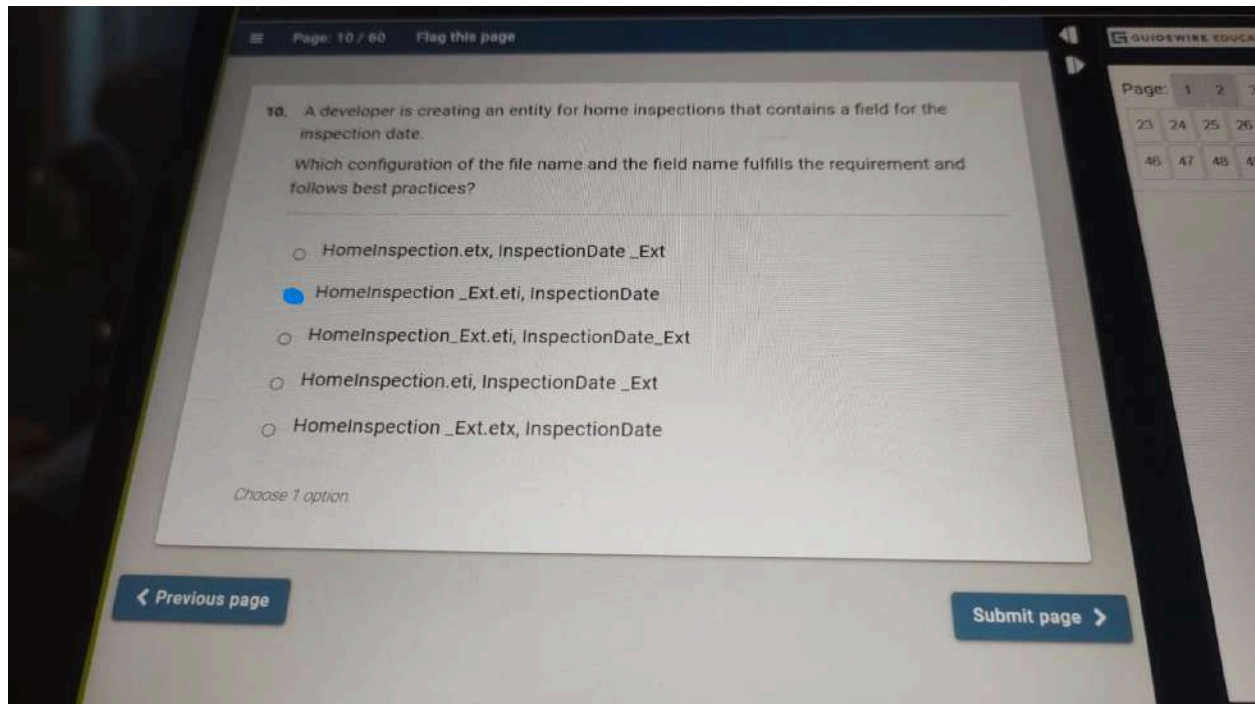 Page: 10 / 60 Flag this page
GUIDEWIRE
Page: 1 2
23 24 25 26
46 47 48
10. A developer is creating an entity for home inspections that contains a field for the
inspection date.
Which configuration of the file name and the field name fulfills the requirement and
follows best practices?
HomeInspection.etx, InspectionDate _Ext
HomeInspection _Ext.eti, InspectionDate
HomeInspection_Ext.eti, InspectionDate_Ext
HomeInspection.eti, InspectionDate _Ext
HomeInspection _Ext.etx, InspectionDate
Choose 1 option
Previous page
Submit page